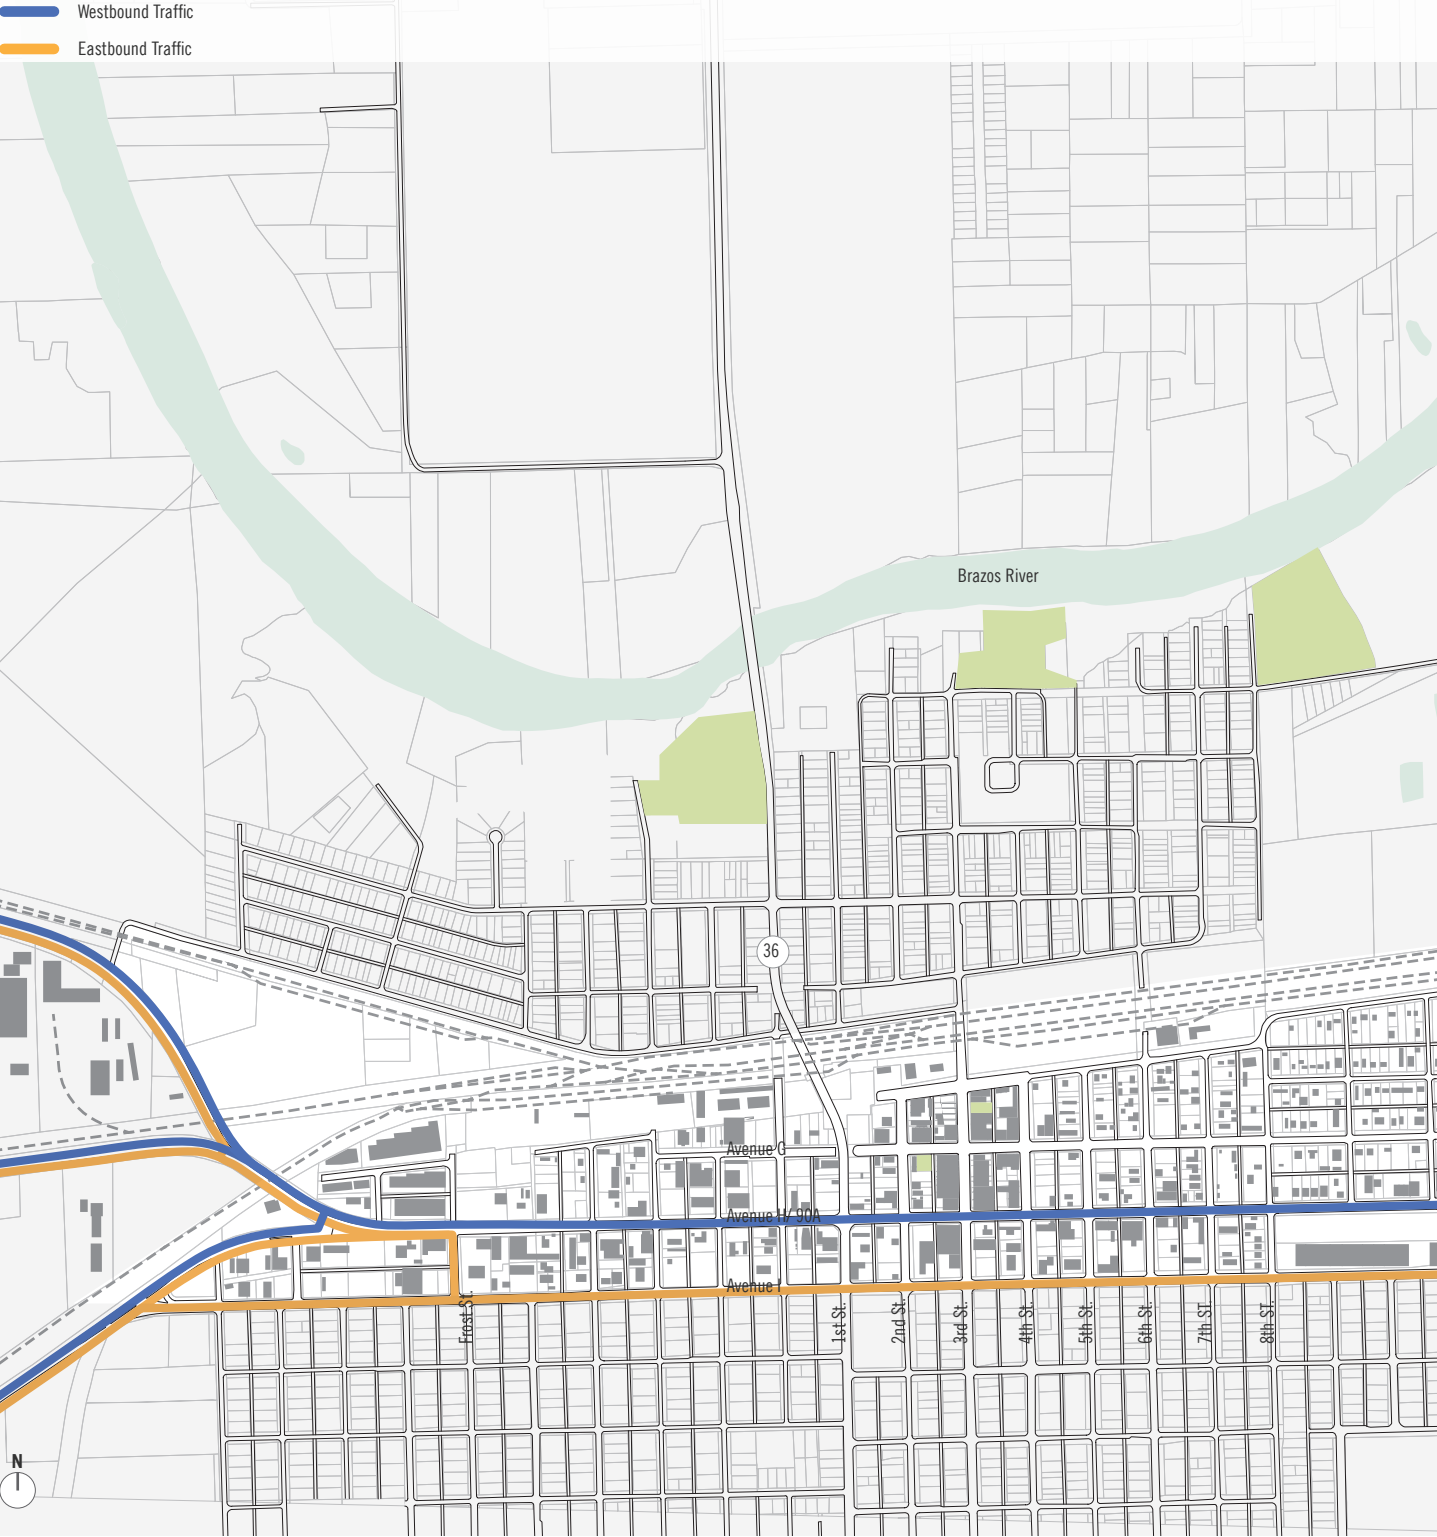 Westbound Traffic
Eastbound Traffic
Brazos River
36
Avenue G
Avenue H/ 90A
Avenue I
Frost St.
1st St.
2nd St.
3rd St.
4th St.
5th St.
6th St.
7th ST.
8th ST.
N